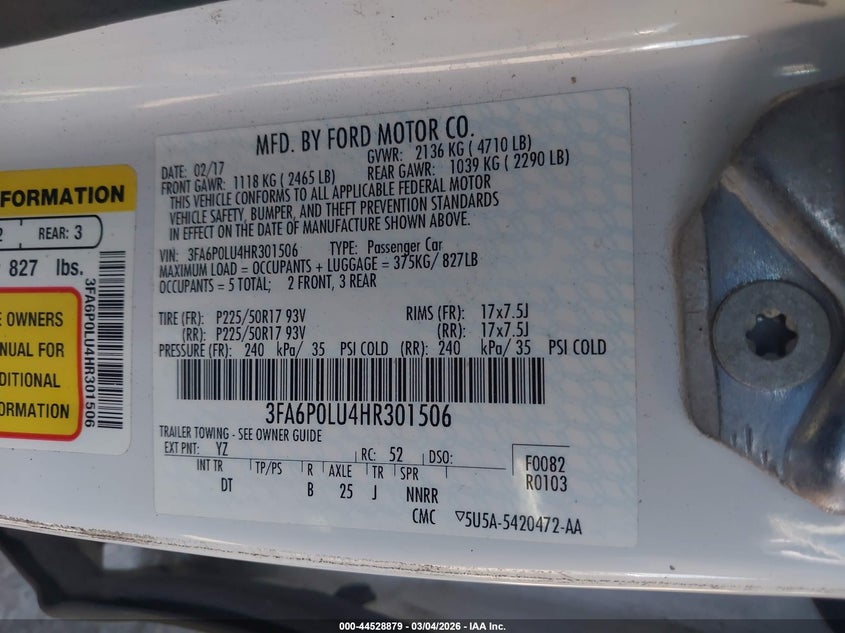 MFD. BY FORD MOTOR CO.
DATE: 02/17 GVWR: 2136 KG ( 4710 LB)
FRONT GAWR: 1118 KG ( 2465 LB) REAR GAWR: 1039 KG ( 2290 LB)
THIS VEHICLE CONFORMS TO ALL APPLICABLE FEDERAL MOTOR
VEHICLE SAFETY, BUMPER, AND THEFT PREVENTION STANDARDS
IN EFFECT ON THE DATE OF MANUFACTURE SHOWN ABOVE.
VIN: 3FA6P0LU4HR301506 TYPE: Passenger Car
MAXIMUM LOAD = OCCUPANTS + LUGGAGE = 375KG/ 827LB
OCCUPANTS = 5 TOTAL; 2 FRONT, 3 REAR
TIRE (FR): P225/50R17 93V RIMS (FR): 17x7.5J
(RR): P225/50R17 93V (RR): 17x7.5J
PRESSURE (FR): 240 kPa/ 35 PSI COLD (RR): 240 kPa/ 35 PSI COLD
3FA6P0LU4HR301506
TRAILER TOWING - SEE OWNER GUIDE
EXT PNT: YZ RC: 52 DSO:
INT TR TP/PS R AXLE TR SPR
DT B 25 J NNRR
F0082
R0103
CMC ▽5U5A-5420472-AA
FORMATION
2 REAR: 3
827 lbs.
E OWNERS
NUAL FOR
DITIONAL
FORMATION
3FA6P0LU4HR301506
000-44528879 | 03/04/2026 - IAA Inc.